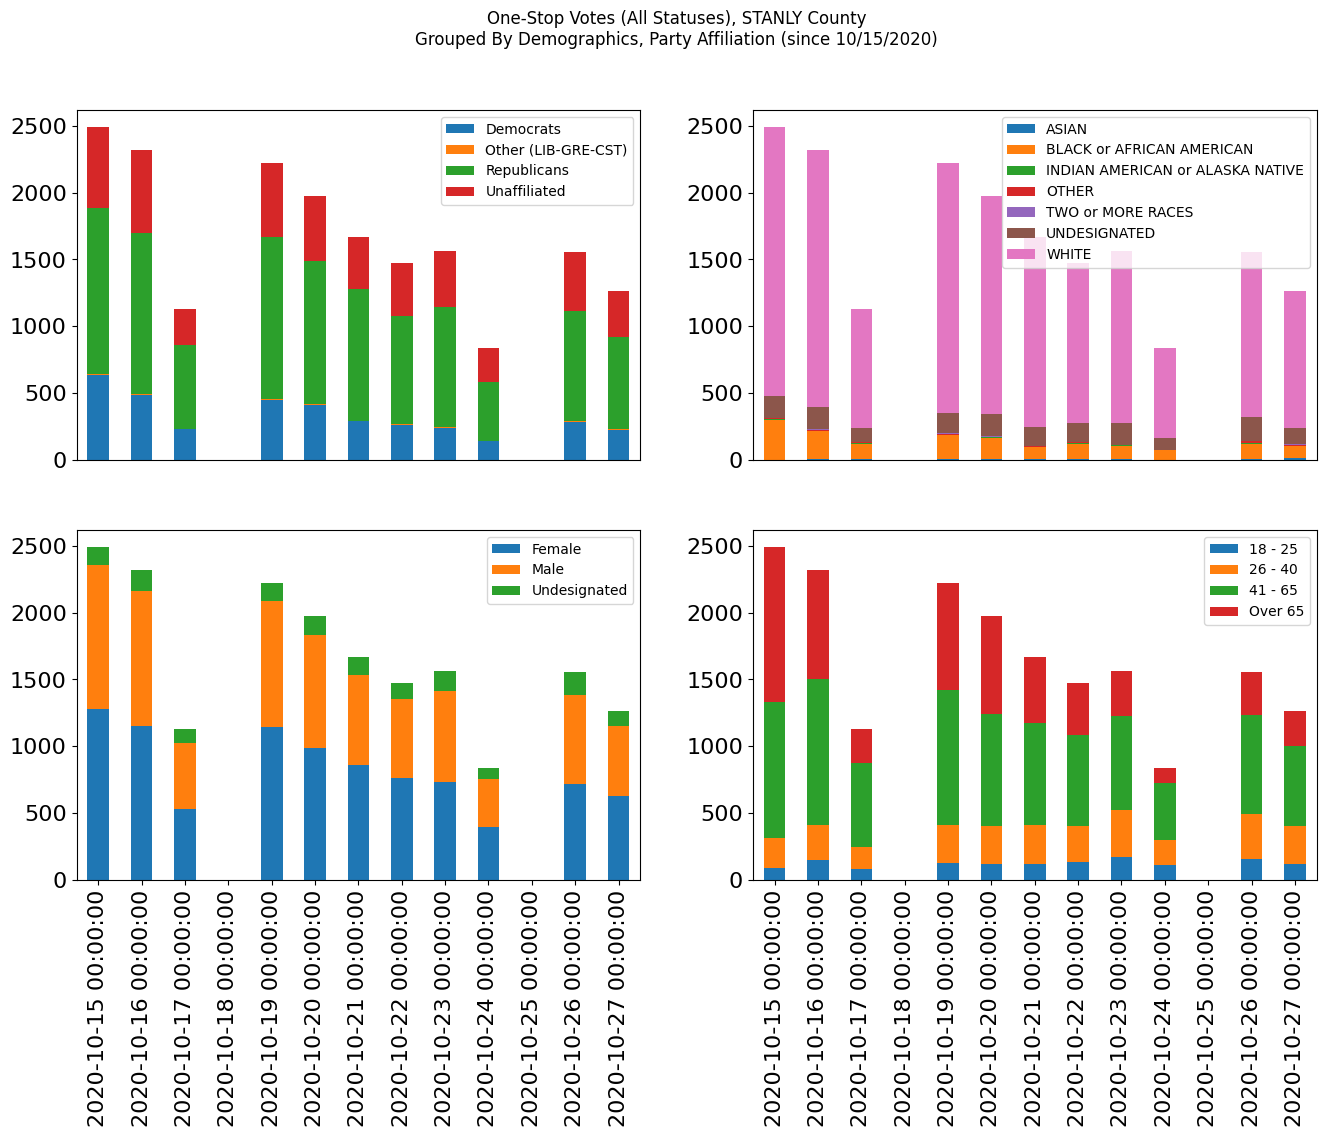 One-Stop Votes (All Statuses), STANLY County
Grouped By Demographics, Party Affiliation (since 10/15/2020)
2500
2000
1500
1000
500
0
Democrats
Other (LIB-GRE-CST)
Republicans
Unaffiliated
2500
2000
1500
1000
500
0
ASIAN
BLACK or AFRICAN AMERICAN
INDIAN AMERICAN or ALASKA NATIVE
OTHER
TWO or MORE RACES
UNDESIGNATED
WHITE
2500
2000
1500
1000
500
0
Female
Male
Undesignated
2020-10-15 00:00:00
2020-10-16 00:00:00
2020-10-17 00:00:00
2020-10-18 00:00:00
2020-10-19 00:00:00
2020-10-20 00:00:00
2020-10-21 00:00:00
2020-10-22 00:00:00
2020-10-23 00:00:00
2020-10-24 00:00:00
2020-10-25 00:00:00
2020-10-26 00:00:00
2020-10-27 00:00:00
2500
2000
1500
1000
500
0
18 - 25
26 - 40
41 - 65
Over 65
2020-10-15 00:00:00
2020-10-16 00:00:00
2020-10-17 00:00:00
2020-10-18 00:00:00
2020-10-19 00:00:00
2020-10-20 00:00:00
2020-10-21 00:00:00
2020-10-22 00:00:00
2020-10-23 00:00:00
2020-10-24 00:00:00
2020-10-25 00:00:00
2020-10-26 00:00:00
2020-10-27 00:00:00